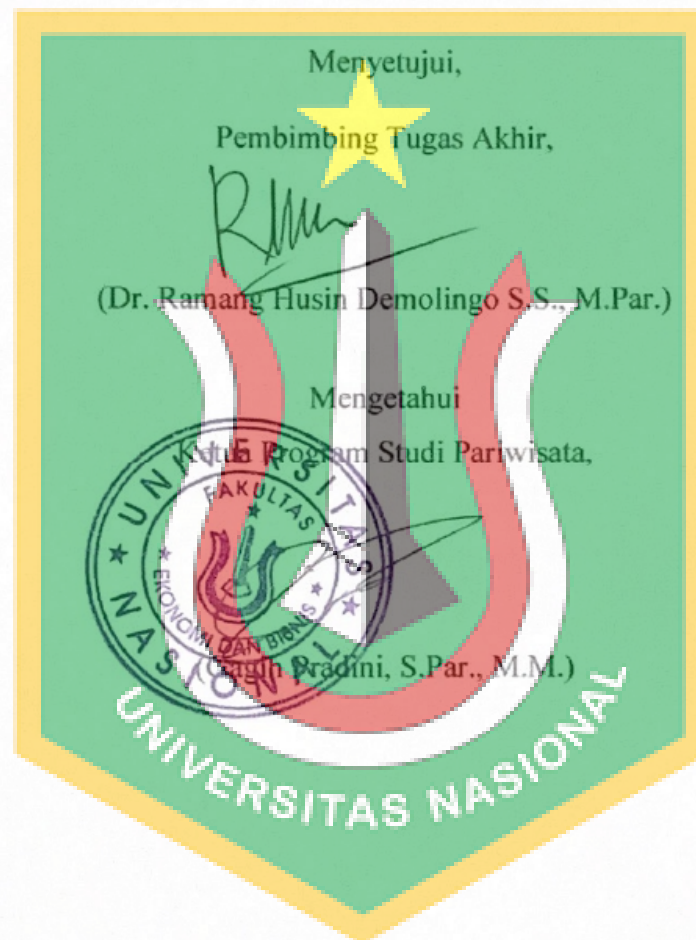 Menyetujui,
Pembimbing Tugas Akhir,
(Dr. Ramang Husin Demolingo S.S., M.Par.)
Mengetahui
Ketua Program Studi Pariwisata,
UNIVERSITAS NASIONAL
FAKULTAS
EKONOMI DAN BISNIS
Pradini, S.Par., M.M.)
UNIVERSITAS NASIONAL